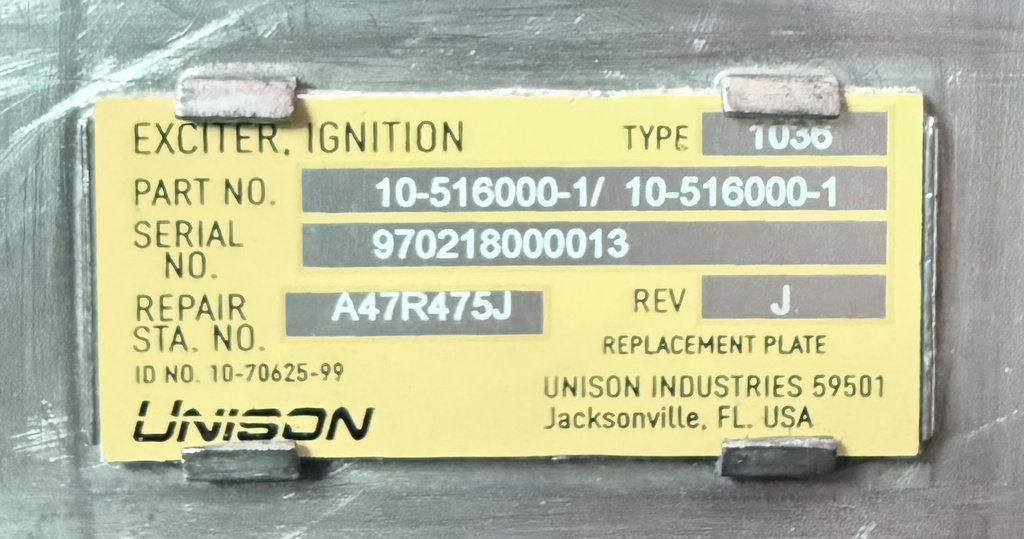 EXCITER, IGNITION TYPE 1036
PART NO. 10-516000-1/ 10-516000-1
SERIAL NO. 970218000013
REPAIR STA. NO. A47R475J REV J
REPLACEMENT PLATE
ID NO. 10-70625-99
UNISON INDUSTRIES 59501
UNISON
Jacksonville, FL. USA